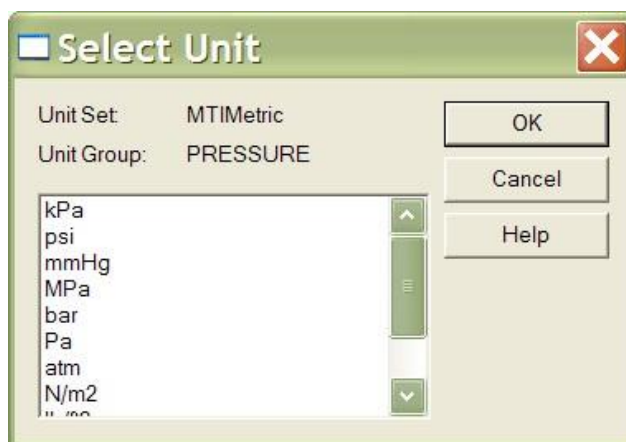 Select Unit
Unit Set: MTIMetric
Unit Group: PRESSURE
OK
Cancel
Help
kPa
psi
mmHg
MPa
bar
Pa
atm
N/m2